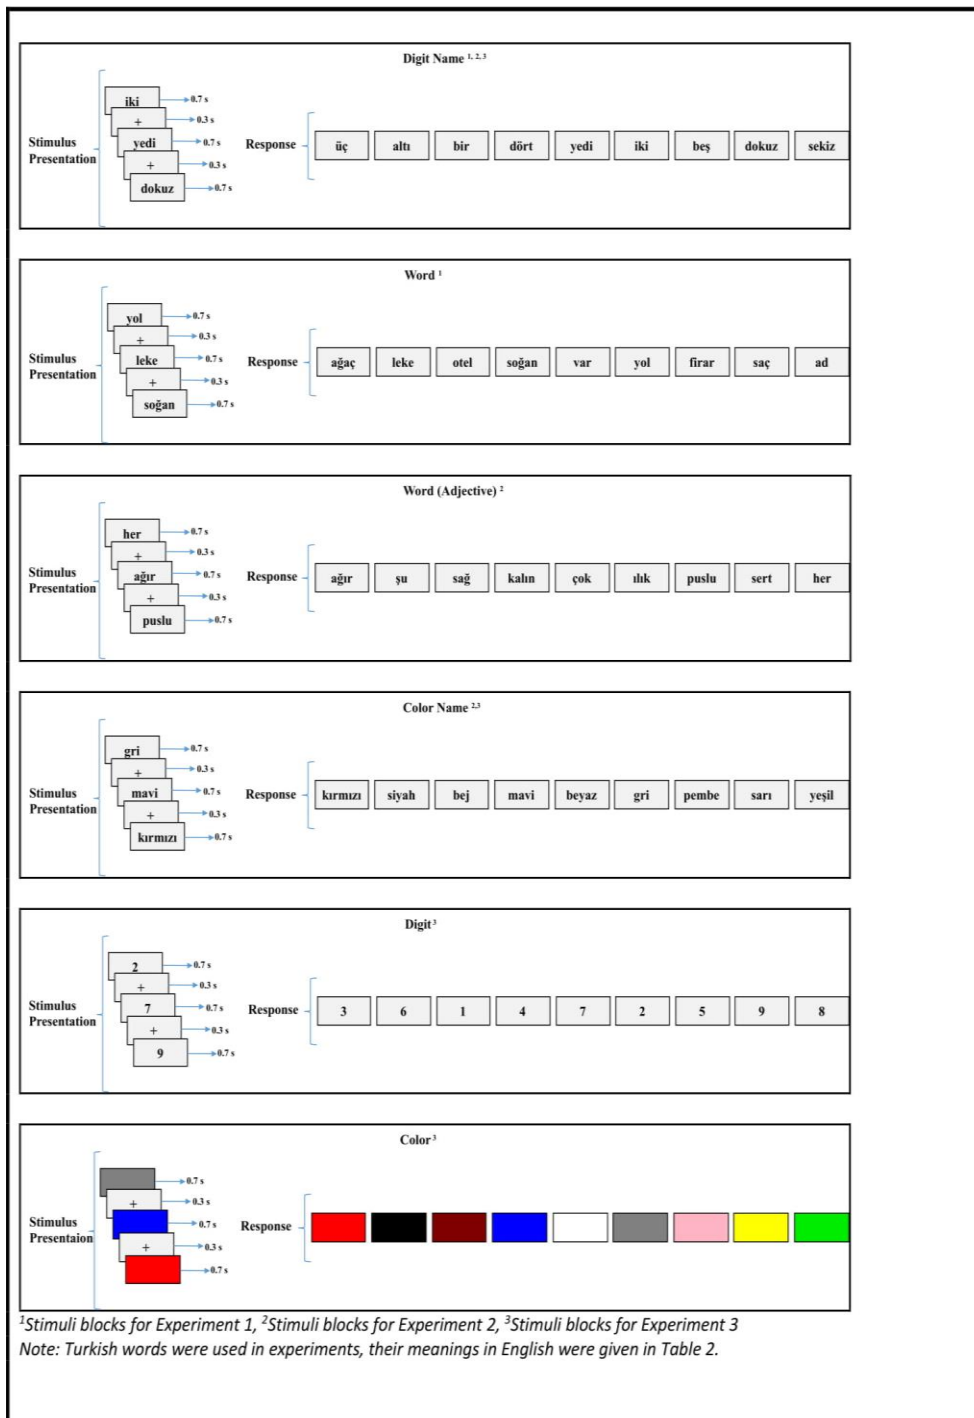 Digit Name 1, 2, 3
Stimulus
Presentation
iki
0.7 s
+
0.3 s
yedi
0.7 s
+
0.3 s
dokuz
0.7 s
Response
üç altı bir dört yedi iki beş dokuz sekiz
Word 1
Stimulus
Presentation
yol
0.7 s
+
0.3 s
leke
0.7 s
+
0.3 s
soğan
0.7 s
Response
ağaç leke otel soğan var yol firar saç ad
Word (Adjective) 2
Stimulus
Presentation
her
0.7 s
+
0.3 s
ağır
0.7 s
+
0.3 s
puslu
0.7 s
Response
ağır şu sağ kalın çok ılık puslu sert her
Color Name 2,3
Stimulus
Presentation
gri
0.7 s
+
0.3 s
mavi
0.7 s
+
0.3 s
kırmızı
0.7 s
Response
kırmızı siyah bej mavi beyaz gri pembe sarı yeşil
Digit 3
Stimulus
Presentation
2
0.7 s
+
0.3 s
7
0.7 s
+
0.3 s
9
0.7 s
Response
3 6 1 4 7 2 5 9 8
Color 3
Stimulus
Presentaion
0.7 s
+
0.3 s
0.7 s
+
0.3 s
0.7 s
Response
1Stimuli blocks for Experiment 1, 2Stimuli blocks for Experiment 2, 3Stimuli blocks for Experiment 3
Note: Turkish words were used in experiments, their meanings in English were given in Table 2.